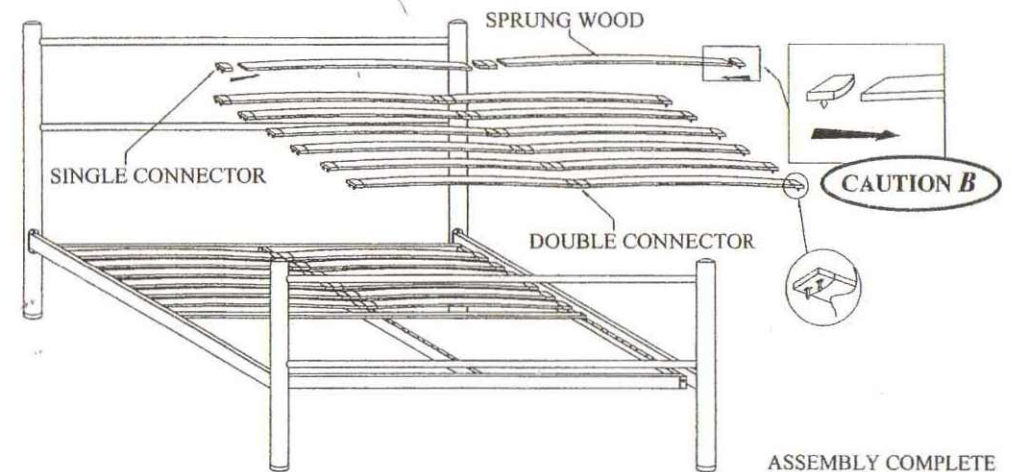 SPRUNG WOOD
SINGLE CONNECTOR
CAUTION B
DOUBLE CONNECTOR
ASSEMBLY COMPLETE